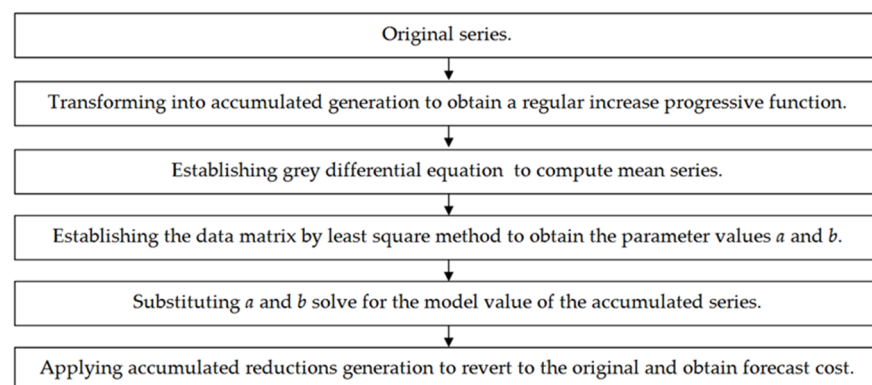 Original series.
Transforming into accumulated generation to obtain a regular increase progressive function.
Establishing grey differential equation to compute mean series.
Establishing the data matrix by least square method to obtain the parameter values a and b.
Substituting a and b solve for the model value of the accumulated series.
Applying accumulated reductions generation to revert to the original and obtain forecast cost.